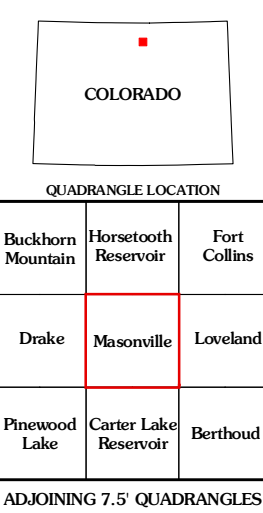 COLORADO
QUADRANGLE LOCATION
Buckhorn Mountain
Horsetooth Reservoir
Fort Collins
Drake
Masonville
Loveland
Pinewood Lake
Carter Lake Reservoir
Berthoud
ADJOINING 7.5' QUADRANGLES